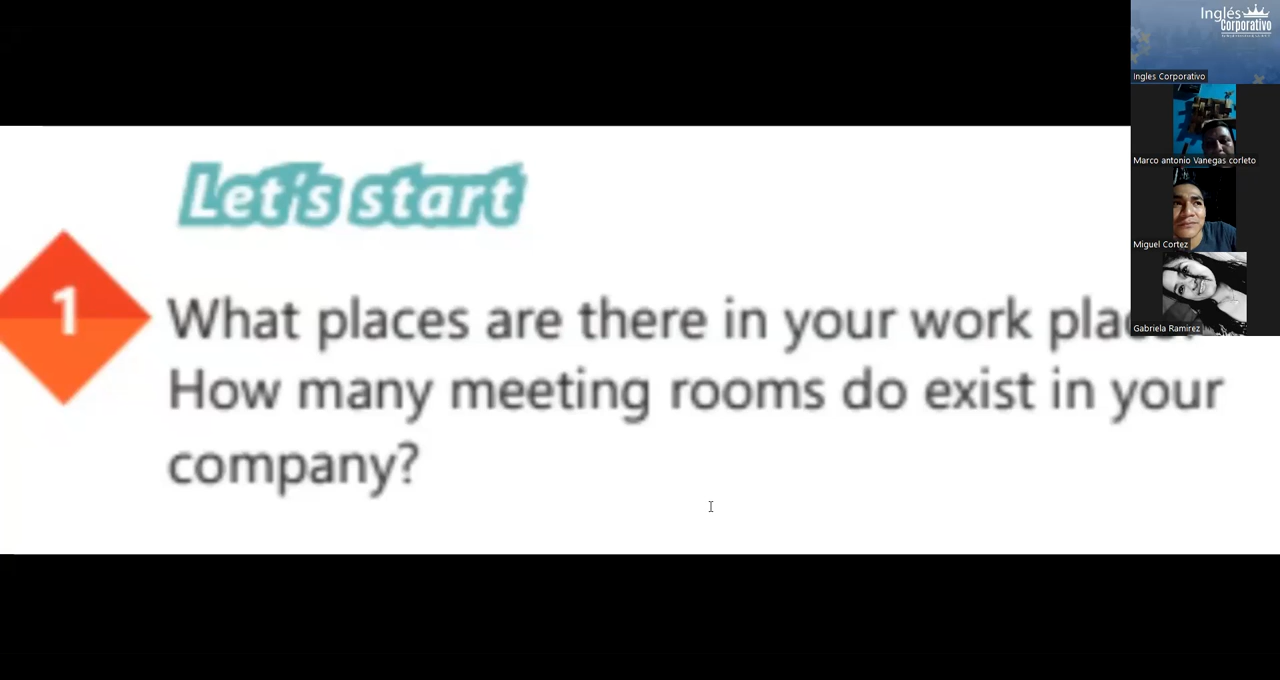 Inglés
Corporativo
Ingles Corporativo
Marco antonio Vanegas corleto
Miguel Cortez
Gabriela Ramirez
Let's start
1
What places are there in your work
How many meeting rooms do exist in your
company?